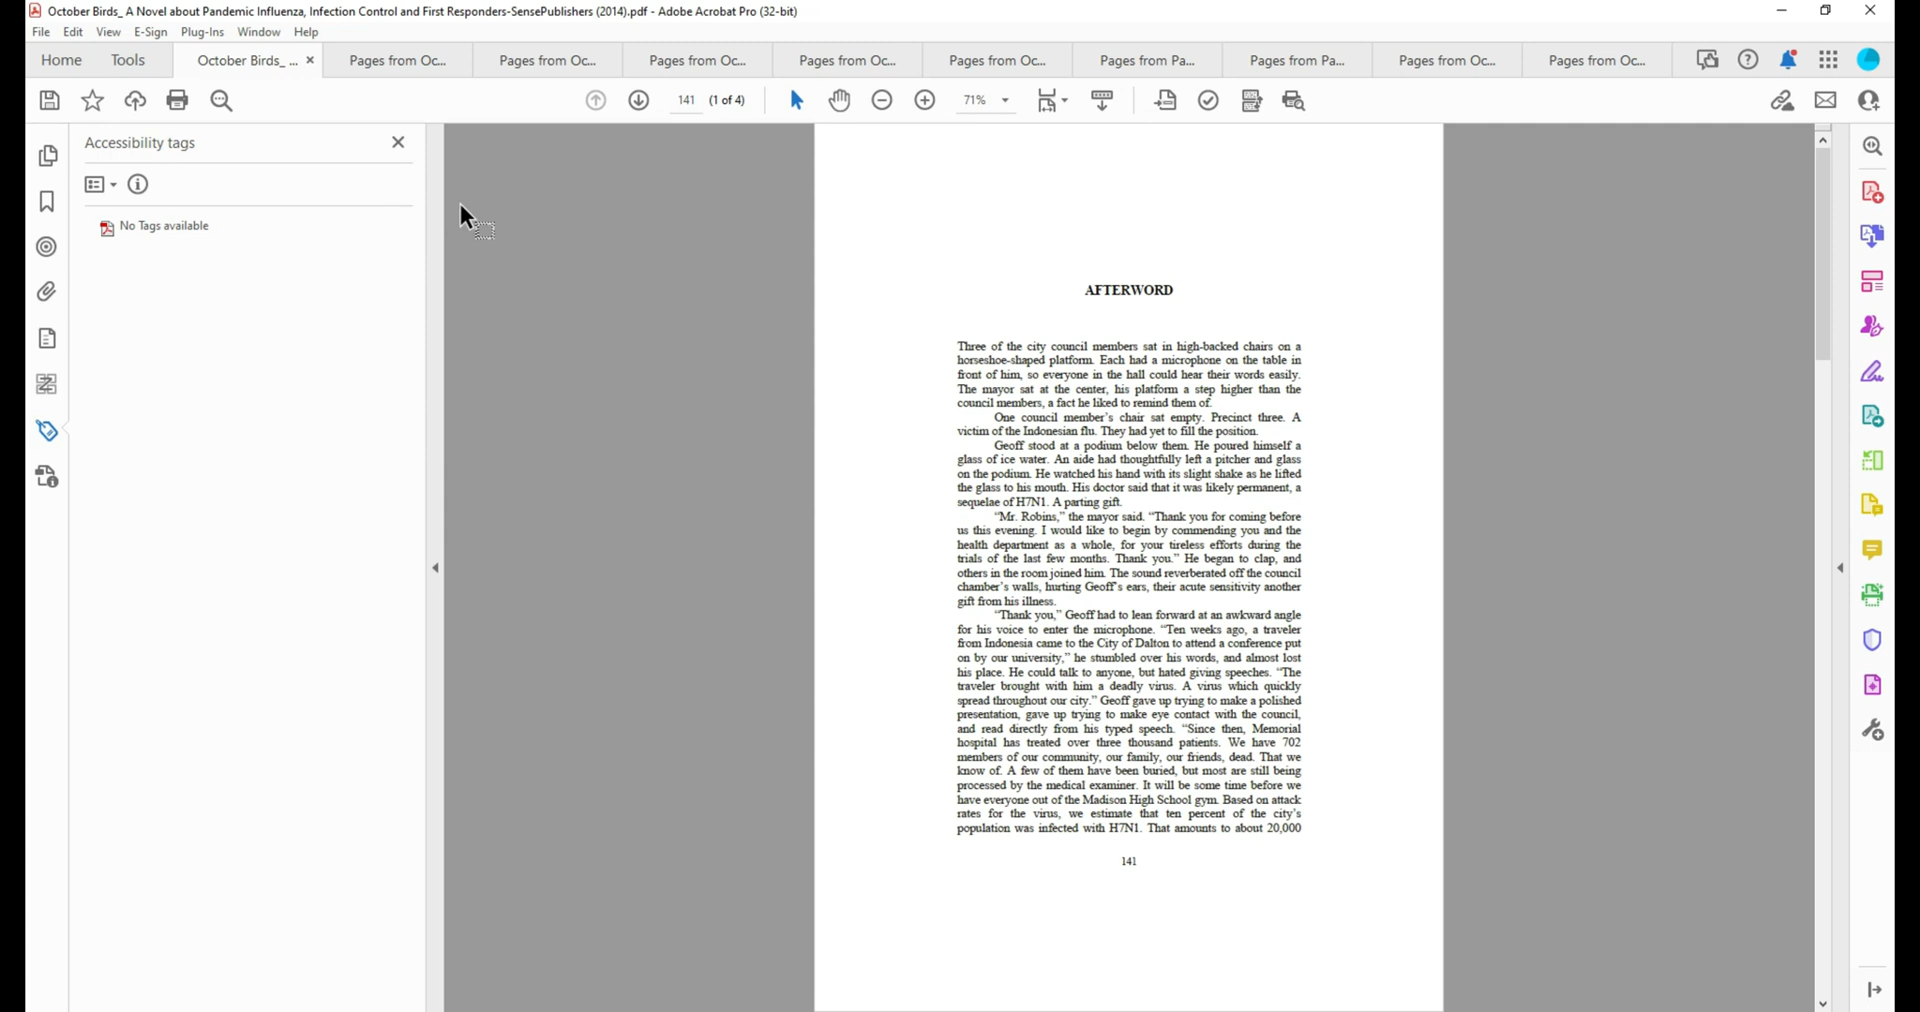 October Birds_ A Novel about Pandemic Influenza, Infection Control and First Responders-SensePublishers (2014).pdf - Adobe Acrobat Pro (32-bit)
File Edit View E-Sign Plug-Ins Window Help
Home Tools October Birds_ ... × Pages from Oc... Pages from Oc... Pages from Oc... Pages from Oc... Pages from Oc... Pages from Pa... Pages from Pa... Pages from Oc... Pages from Oc...
141 (1 of 4) 71%
Accessibility tags
No Tags available
AFTERWORD
Three of the city council members sat in high-backed chairs on a
horseshoe-shaped platform. Each had a microphone on the table in
front of him, so everyone in the hall could hear their words easily.
The mayor sat at the center, his platform a step higher than the
council members, a fact he liked to remind them of.
One council member's chair sat empty. Precinct three. A
victim of the Indonesian flu. They had yet to fill the position.
Geoff stood at a podium below them. He poured himself a
glass of ice water. An aide had thoughtfully left a pitcher and glass
on the podium. He watched his hand with its slight shake as he lifted
the glass to his mouth. His doctor said that it was likely permanent, a
sequelae of H7N1. A parting gift.
“Mr. Robins,” the mayor said. “Thank you for coming before
us this evening. I would like to begin by commending you and the
health department as a whole, for your tireless efforts during the
trials of the last few months. Thank you.” He began to clap, and
others in the room joined him. The sound reverberated off the council
chamber's walls, hurting Geoff's ears, their acute sensitivity another
gift from his illness.
“Thank you,” Geoff had to lean forward at an awkward angle
for his voice to enter the microphone. “Ten weeks ago, a traveler
from Indonesia came to the City of Dalton to attend a conference put
on by our university,” he stumbled over his words, and almost lost
his place. He could talk to anyone, but hated giving speeches. “The
traveler brought with him a deadly virus. A virus which quickly
spread throughout our city.” Geoff gave up trying to make a polished
presentation, gave up trying to make eye contact with the council,
and read directly from his typed speech. “Since then, Memorial
hospital has treated over three thousand patients. We have 702
members of our community, our family, our friends, dead. That we
know of. A few of them have been buried, but most are still being
processed by the medical examiner. It will be some time before we
have everyone out of the Madison High School gym. Based on attack
rates for the virus, we estimate that ten percent of the city's
population was infected with H7N1. That amounts to about 20,000
141